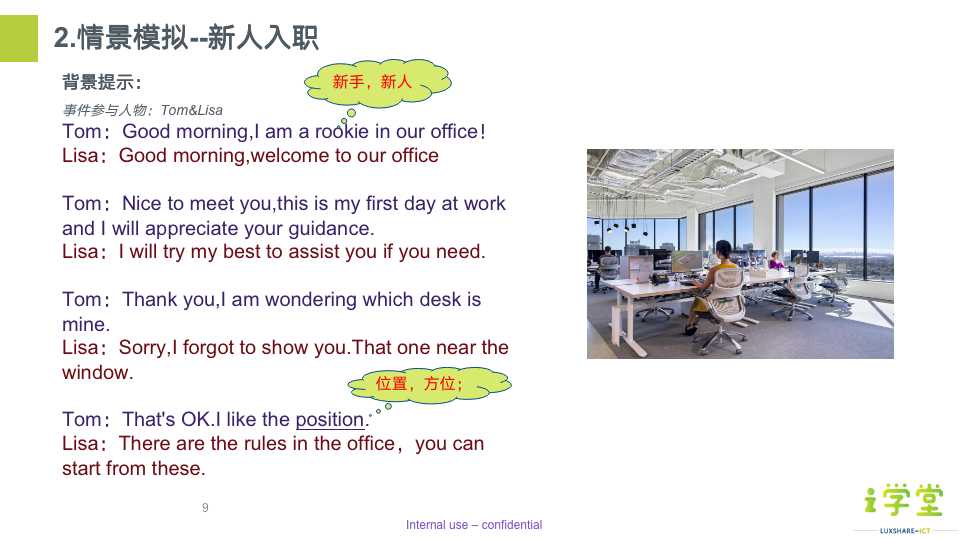 2.情景模拟--新人入职
背景提示：
新手，新人
事件参与人物：Tom&Lisa
Tom：Good morning,I am a rookie in our office！
Lisa：Good morning,welcome to our office
Tom：Nice to meet you,this is my first day at work
and I will appreciate your guidance.
Lisa：I will try my best to assist you if you need.
Tom：Thank you,I am wondering which desk is
mine.
Lisa：Sorry,I forgot to show you.That one near the
window.
位置，方位；
Tom：That's OK.I like the position.
Lisa：There are the rules in the office，you can
start from these.
9
Internal use – confidential
i学堂
LUXSHARE-ICT